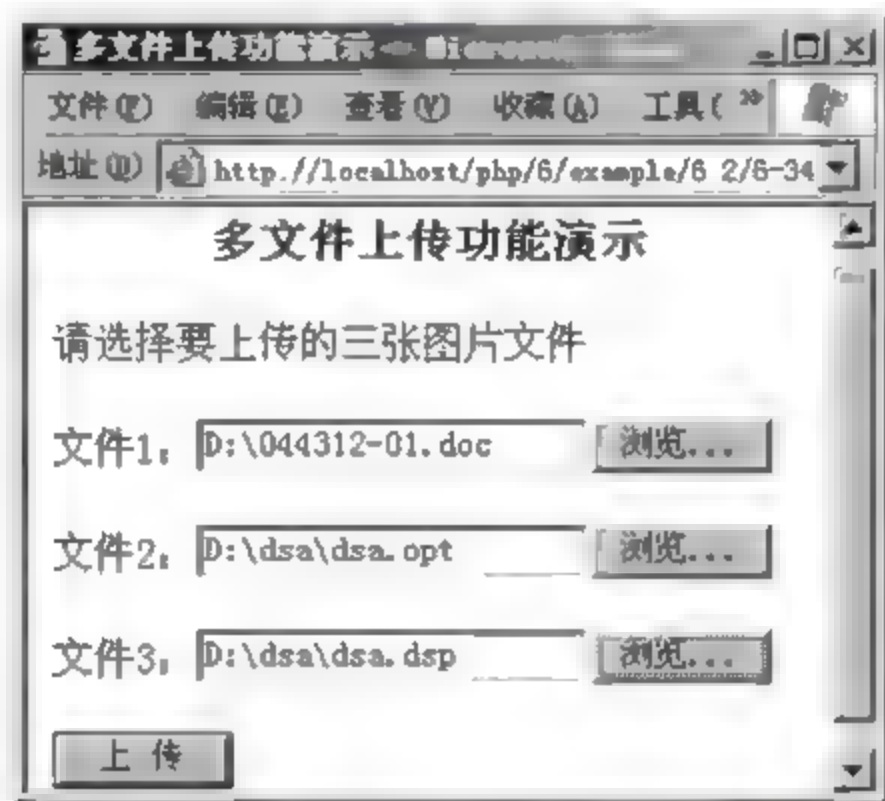 多文件上传功能演示
文件(F) 编辑(E) 查看(V) 收藏(A) 工具( »
地址(D) http://localhost/php/6/example/6 2/6-34
多文件上传功能演示
请选择要上传的三张图片文件
文件1: D:\044312-01.doc 浏览...
文件2: D:\dsa\dsa.opt 浏览...
文件3: D:\dsa\dsa.dsp 浏览...
上 传